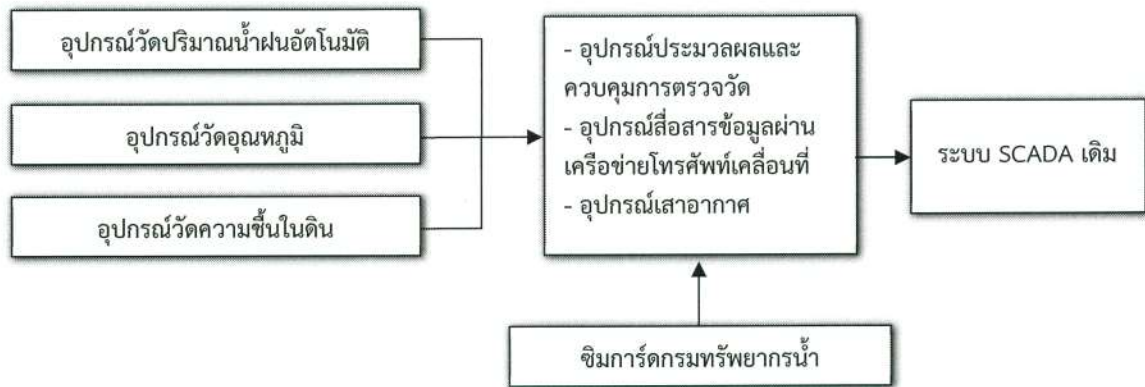 อุปกรณ์วัดปริมาณน้ำฝนอัตโนมัติ
อุปกรณ์วัดอุณหภูมิ
อุปกรณ์วัดความชื้นในดิน
- อุปกรณ์ประมวลผลและ
ควบคุมการตรวจวัด
- อุปกรณ์สื่อสารข้อมูลผ่าน
เครือข่ายโทรศัพท์เคลื่อนที่
- อุปกรณ์เสาอากาศ
ระบบ SCADA เดิม
ซิมการ์ดกรมทรัพยากรน้ำ